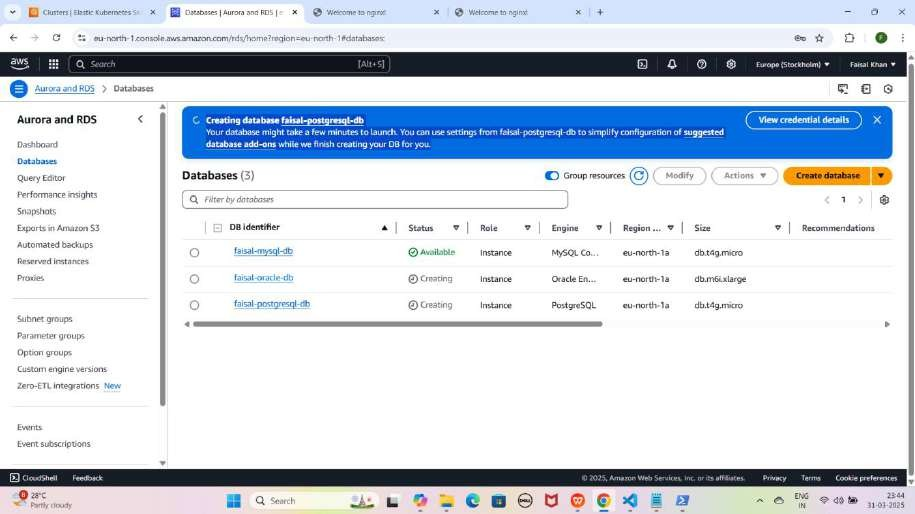 Clusters | Elastic Kubernetes S
Databases | Aurora and RDS | e
Welcome to nginx!
Welcome to nginx!
eu-north-1.console.aws.amazon.com/rds/home?region=eu-north-1#databases:
F
aws
Search
[Alt+S]
Europe (Stockholm)
Faisal Khan
Aurora and RDS
Databases
Aurora and RDS
Dashboard
Databases
Query Editor
Performance insights
Snapshots
Exports in Amazon S3
Automated backups
Reserved instances
Proxies
Subnet groups
Parameter groups
Option groups
Custom engine versions
Zero-ETL integrations New
Events
Event subscriptions
Creating database faisal-postgresql-db
Your database might take a few minutes to launch. You can use settings from faisal-postgresql-db to simplify configuration of suggested
database add-ons while we finish creating your DB for you.
View credential details
Databases (3)
Group resources
Modify
Actions
Create database
Filter by databases
1
DB identifier Status Role Engine Region ... Size Recommendations
faisal-mysql-db Available Instance MySQL Co... eu-north-1a db.t4g.micro
faisal-oracle-db Creating Instance Oracle En... eu-north-1a db.m6i.xlarge
faisal-postgresql-db Creating Instance PostgreSQL eu-north-1a db.t4g.micro
CloudShell Feedback © 2025, Amazon Web Services, Inc. or its affiliates. Privacy Terms Cookie preferences
28°C
Partly cloudy
Search
DELL
ENG
IN
23:44
31-03-2025